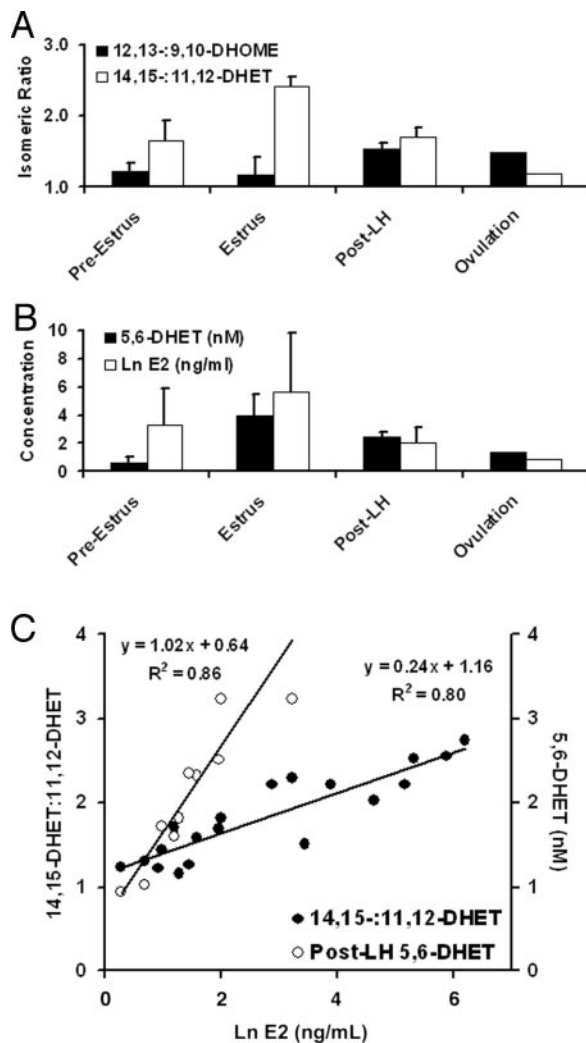 A
12,13-:9,10-DHOME
14,15-:11,12-DHET
Isomeric Ratio
3.0
2.0
1.0
Pre-Estrus
Estrus
Post-LH
Ovulation
B
5,6-DHET (nM)
Ln E2 (ng/ml)
Concentration
10
8
6
4
2
0
Pre-Estrus
Estrus
Post-LH
Ovulation
C
y = 1.02x + 0.64
R² = 0.86
y = 0.24x + 1.16
R² = 0.80
14,15-DHET:11,12-DHET
4
3
2
1
0
5,6-DHET (nM)
4
3
2
1
0
14,15-:11,12-DHET
Post-LH 5,6-DHET
0 2 4 6
Ln E2 (ng/mL)